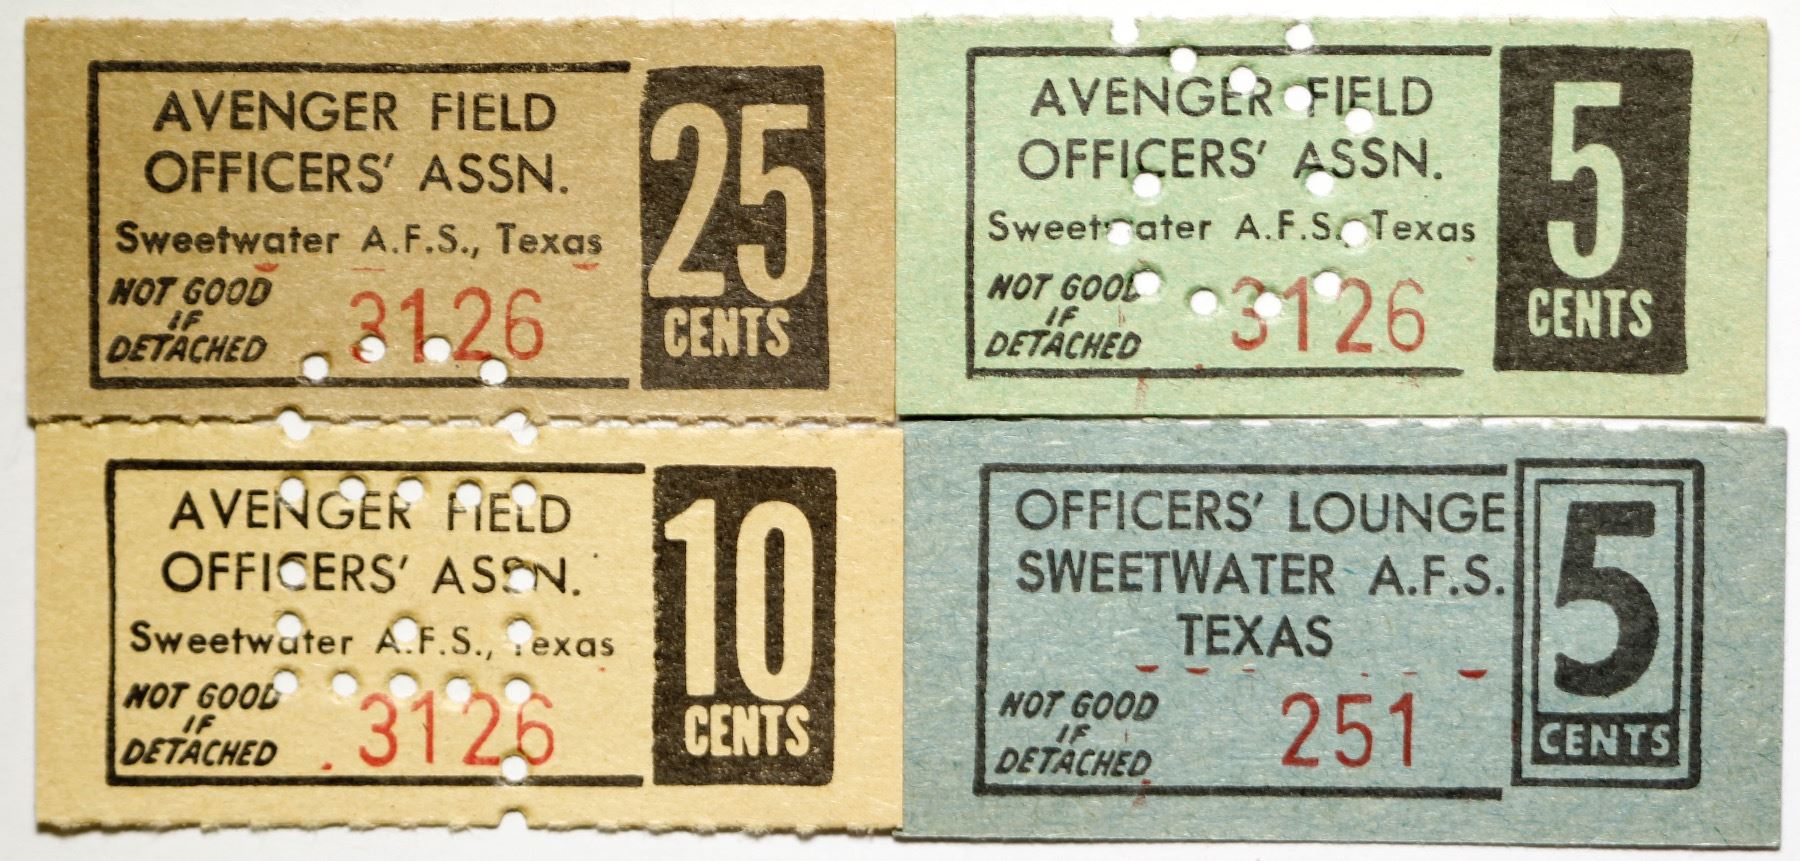 AVENGER FIELD
OFFICERS' ASSN.
Sweetwater A.F.S., Texas
NOT GOOD
IF
DETACHED
3126
25
CENTS
AVENGER FIELD
OFFICERS' ASSN.
Sweetwater A.F.S., Texas
NOT GOOD
IF
DETACHED
3126
5
CENTS
AVENGER FIELD
OFFICERS' ASSN.
Sweetwater A.F.S., Texas
NOT GOOD
IF
DETACHED
3126
10
CENTS
OFFICERS' LOUNGE
SWEETWATER A.F.S.
TEXAS
NOT GOOD
IF
DETACHED
251
5
CENTS